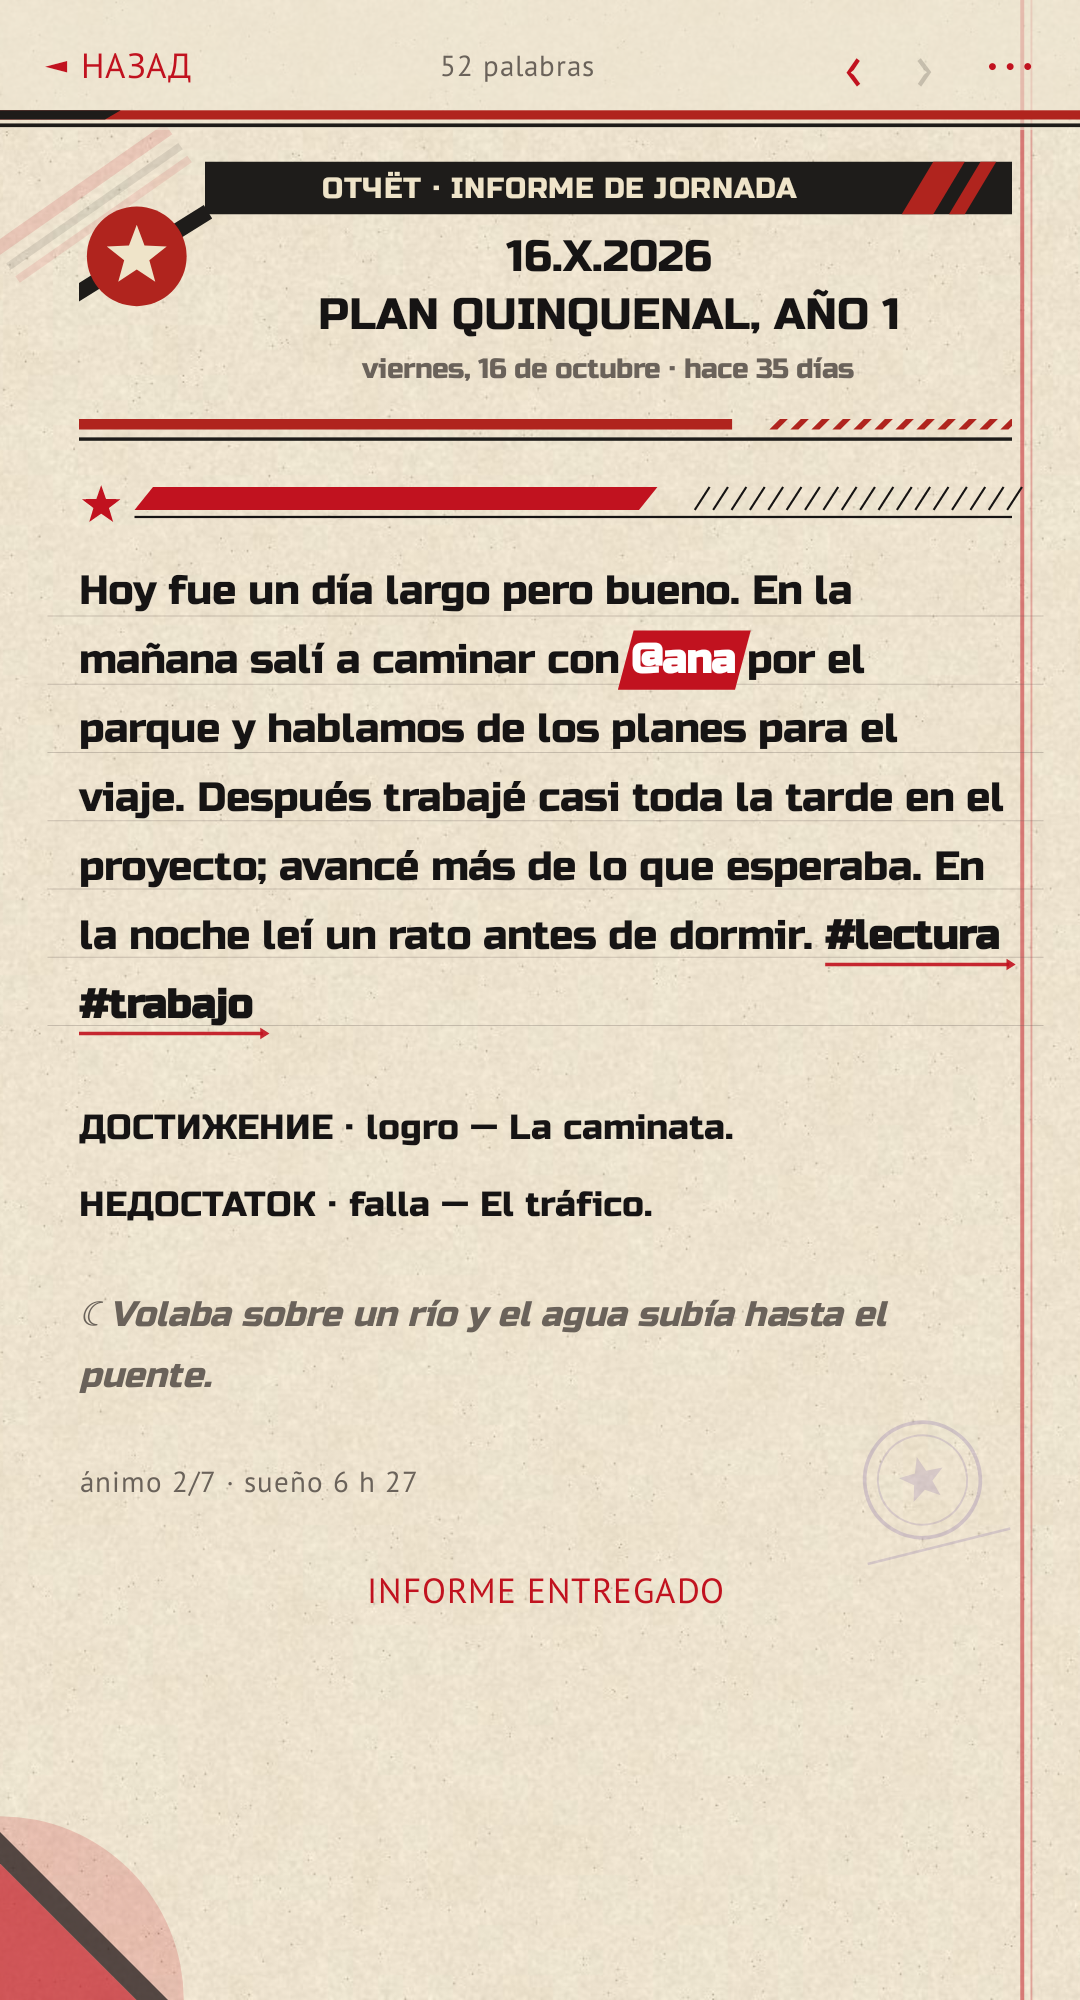 ◄ НАЗАД 52 palabras ‹ › •••
ОТЧЁТ · INFORME DE JORNADA
16.X.2026
PLAN QUINQUENAL, AÑO 1
viernes, 16 de octubre · hace 35 días
Hoy fue un día largo pero bueno. En la
mañana salí a caminar con @ana por el
parque y hablamos de los planes para el
viaje. Después trabajé casi toda la tarde en el
proyecto; avancé más de lo que esperaba. En
la noche leí un rato antes de dormir. #lectura
#trabajo
ДОСТИЖЕНИЕ · logro — La caminata.
НЕДОСТАТОК · falla — El tráfico.
☾ Volaba sobre un río y el agua subía hasta el
puente.
ánimo 2/7 · sueño 6 h 27
INFORME ENTREGADO